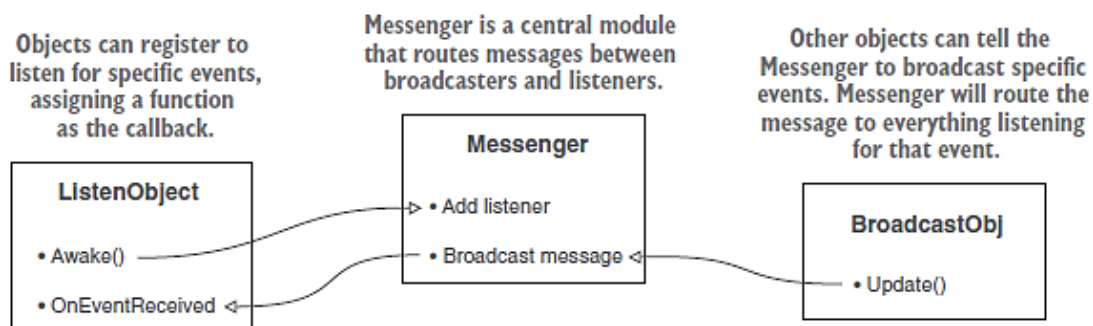 Objects can register to
listen for specific events,
assigning a function
as the callback.
ListenObject
• Awake()
• OnEventReceived
Messenger is a central module
that routes messages between
broadcasters and listeners.
Messenger
• Add listener
• Broadcast message
Other objects can tell the
Messenger to broadcast specific
events. Messenger will route the
message to everything listening
for that event.
BroadcastObj
• Update()